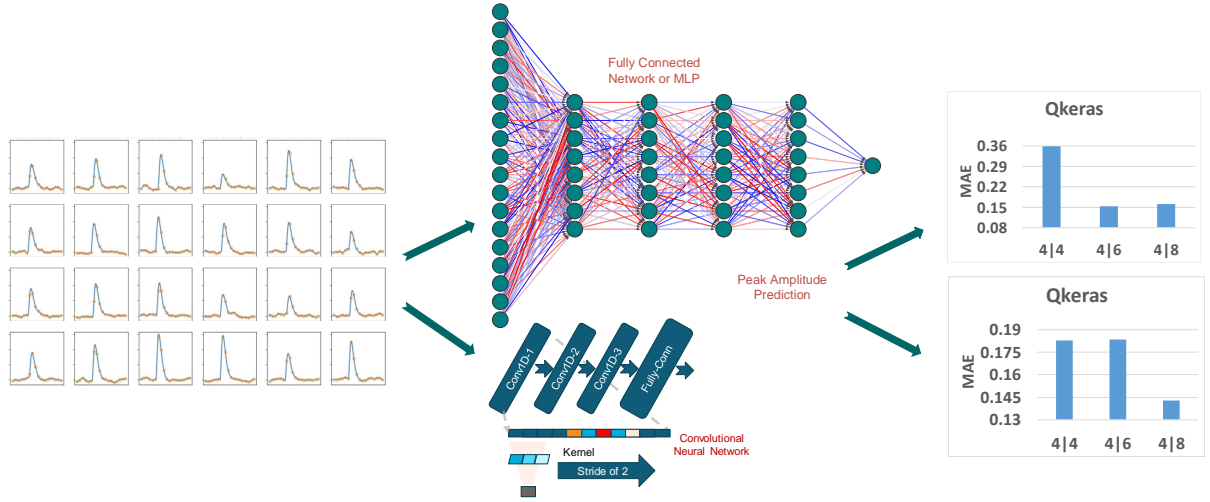 Fully Connected
Network or MLP
Peak Amplitude
Prediction
Conv1D-1
Conv1D-2
Conv1D-3
Fully-Conn
Convolutional
Neural Network
Kernel
Stride of 2
Qkeras
MAE
0.36
0.29
0.22
0.15
0.08
4|4
4|6
4|8
Qkeras
MAE
0.19
0.175
0.16
0.145
0.13
4|4
4|6
4|8